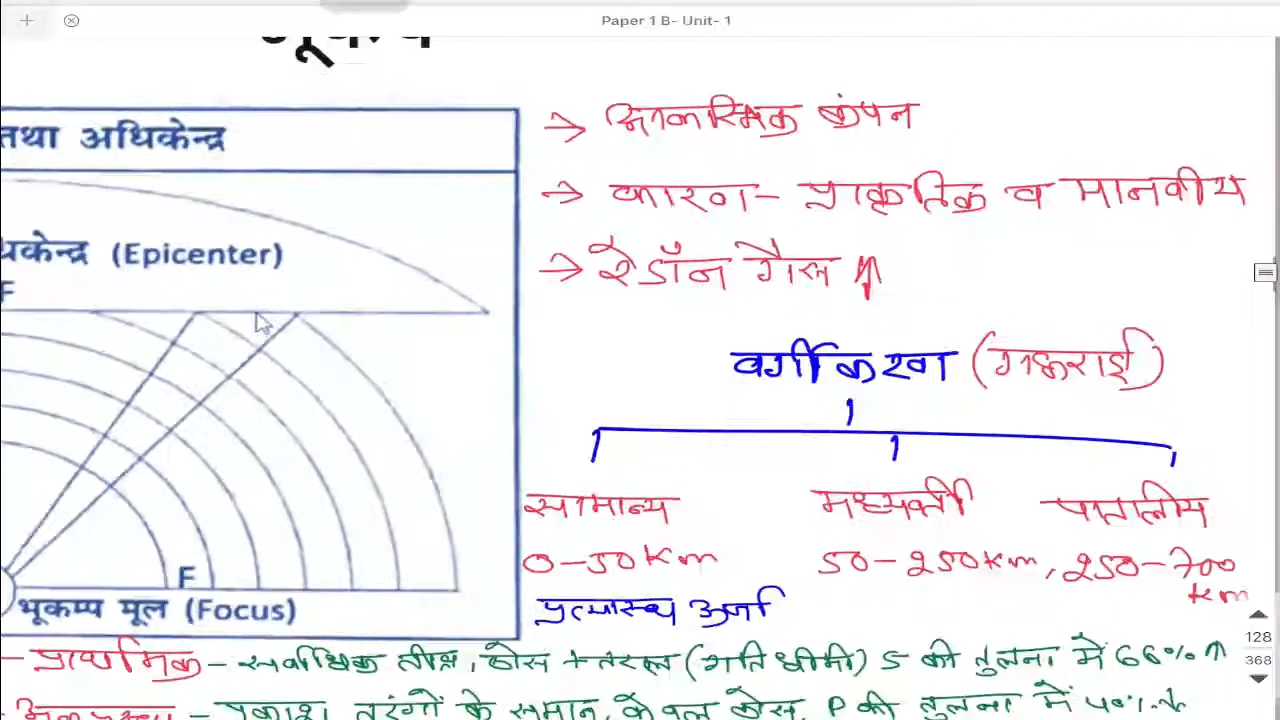 Paper 1 B- Unit- 1
तथा अधिकेन्द्र
→ आकस्मिक कंपन
→ कारण- प्राकृतिक व मानवीय
केन्द्र (Epicenter)
F
→ रेडॉन गैस ↑
वर्गीकरण (गहराई)
सामान्य मध्यवर्ती पातालीय
0-50 Km 50-250 Km, 250-700 Km
F
भूकम्प मूल (Focus)
प्रत्यास्थ ऊर्जा
128
368
- प्राथमिक - सर्वाधिक तीव्र, ठोस + तरल (गति धीमी) S की तुलना में 66% ↑
- प्रकाश तरंगों के समान, केवल ठोस, P की तुलना में 40%